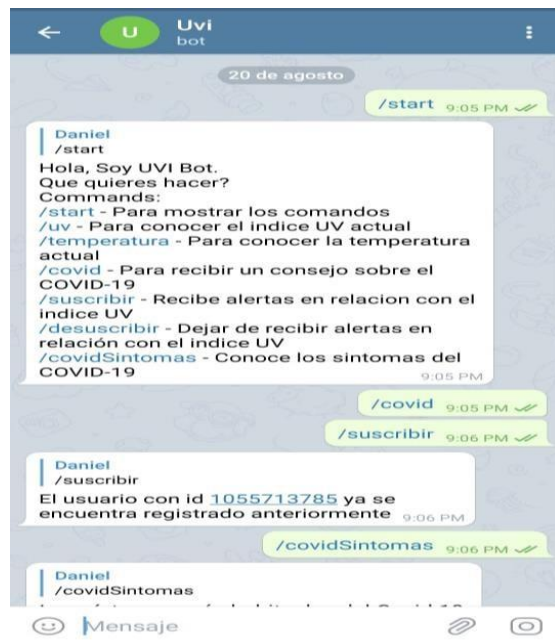 U
Uvi
bot
20 de agosto
/start 9:05 PM
Daniel
/start
Hola, Soy UVI Bot.
Que quieres hacer?
Commands:
/start - Para mostrar los comandos
/uv - Para conocer el indice UV actual
/temperatura - Para conocer la temperatura
actual
/covid - Para recibir un consejo sobre el
COVID-19
/suscribir - Recibe alertas en relacion con el
indice UV
/desuscribir - Dejar de recibir alertas en
relación con el indice UV
/covidSintomas - Conoce los sintomas del
COVID-19
9:05 PM
/covid 9:05 PM
/suscribir 9:06 PM
Daniel
/suscribir
El usuario con id 1055713785 ya se
encuentra registrado anteriormente 9:06 PM
/covidSintomas 9:06 PM
Daniel
/covidSintomas
Mensaje